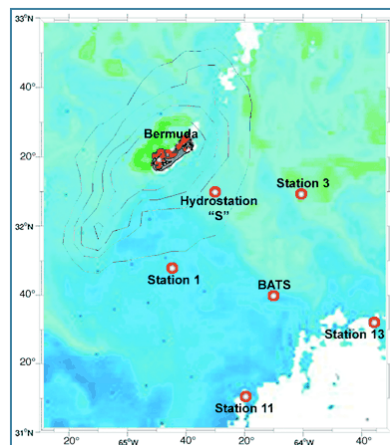 33°N
40'
Bermuda
20'
Station 3
Hydrostation
"S"
32°N
Station 1
BATS
40'
Station 13
20'
Station 11
31°N
20' 65°W 40' 20' 64°W 40'